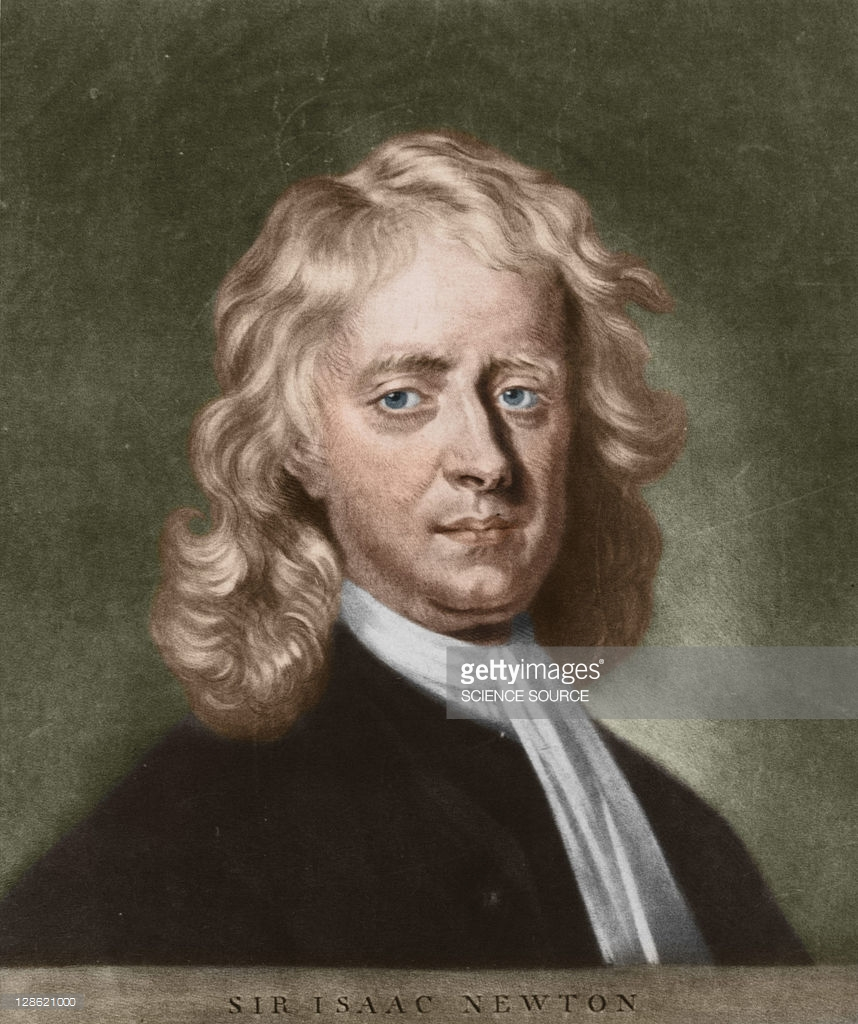 gettyimages®
SCIENCE SOURCE
128621000
SIR ISAAC NEWTON